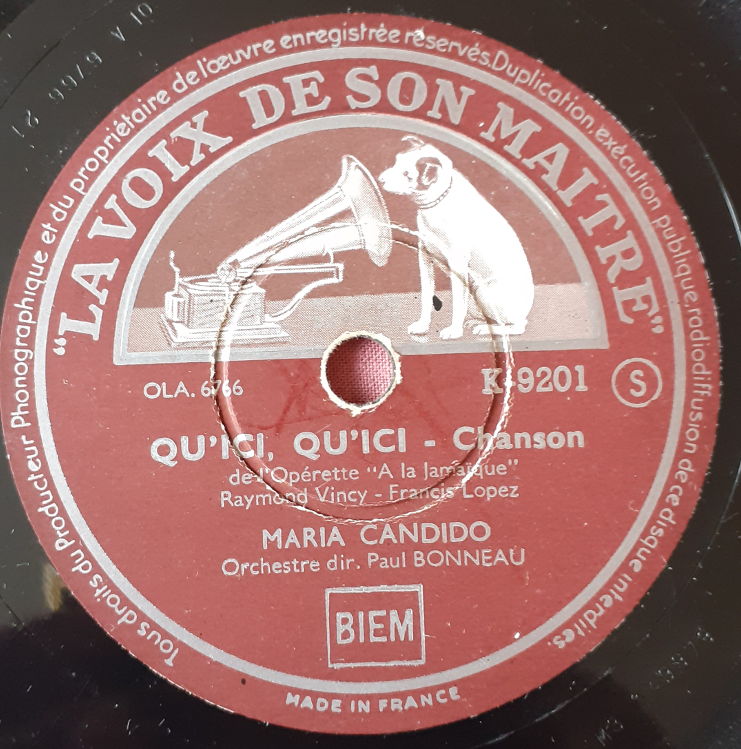 Tous droits du Producteur Phonographique et du propriétaire de l'œuvre enregistrée réservés. Duplication, exécution publique, radiodiffusion de ce disque interdites.
"LA VOIX DE SON MAITRE"
OLA. 6766
K-9201 S
QU'ICI, QU'ICI - Chanson
de l'Opérette "A la Jamaïque"
Raymond Vincy - Francis Lopez
MARIA CANDIDO
Orchestre dir. Paul BONNEAU
BIEM
MADE IN FRANCE